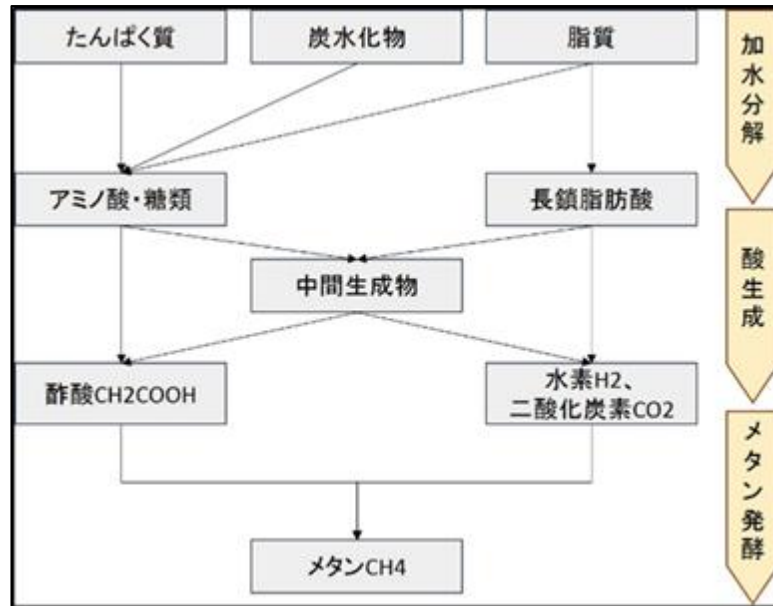 たんぱく質
炭水化物
脂質
加水分解
アミノ酸・糖類
長鎖脂肪酸
中間生成物
酸生成
酢酸CH2COOH
水素H2、
二酸化炭素CO2
メタン発酵
メタンCH4